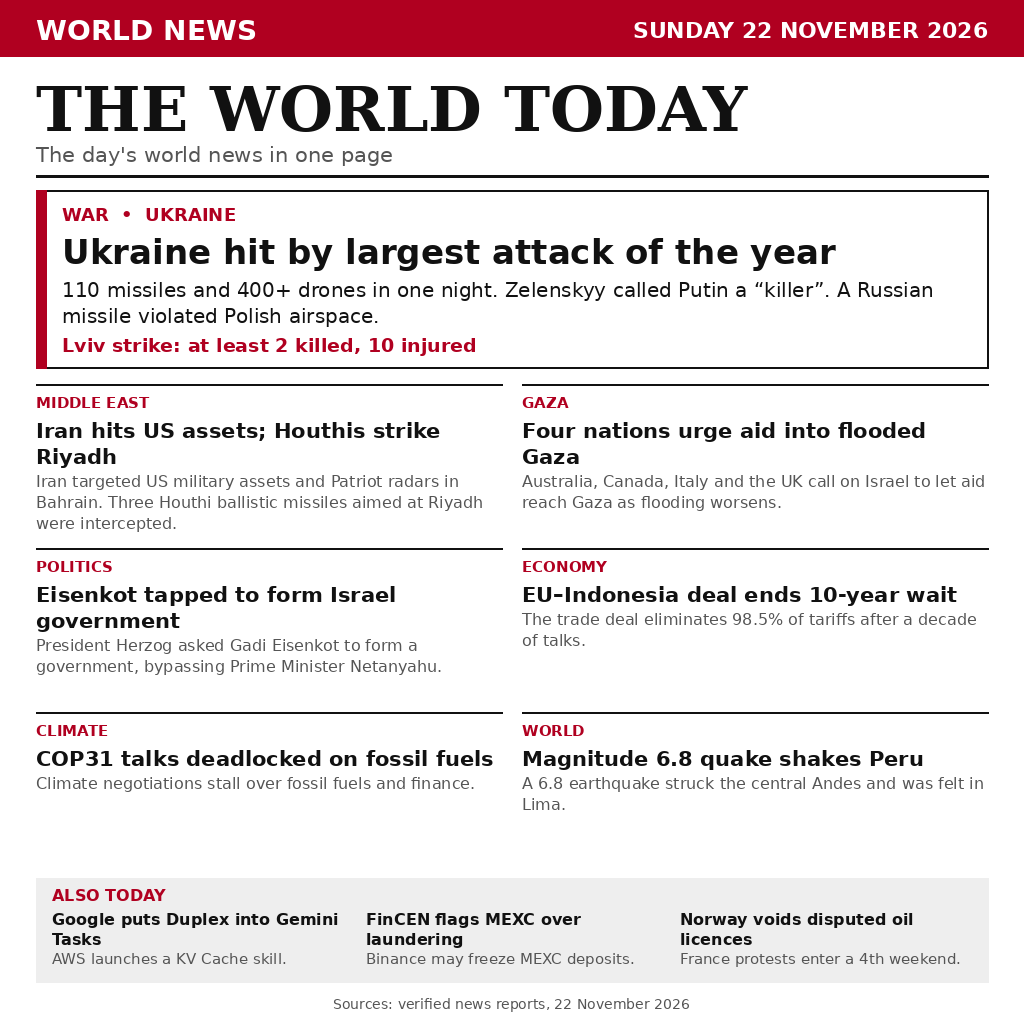 WORLD NEWS
SUNDAY 22 NOVEMBER 2026
THE WORLD TODAY
The day's world news in one page
WAR • UKRAINE
Ukraine hit by largest attack of the year
110 missiles and 400+ drones in one night. Zelenskyy called Putin a “killer”. A Russian
missile violated Polish airspace.
Lviv strike: at least 2 killed, 10 injured
MIDDLE EAST
Iran hits US assets; Houthis strike
Riyadh
Iran targeted US military assets and Patriot radars in
Bahrain. Three Houthi ballistic missiles aimed at Riyadh
were intercepted.
GAZA
Four nations urge aid into flooded
Gaza
Australia, Canada, Italy and the UK call on Israel to let aid
reach Gaza as flooding worsens.
POLITICS
Eisenkot tapped to form Israel
government
President Herzog asked Gadi Eisenkot to form a
government, bypassing Prime Minister Netanyahu.
ECONOMY
EU–Indonesia deal ends 10-year wait
The trade deal eliminates 98.5% of tariffs after a decade
of talks.
CLIMATE
COP31 talks deadlocked on fossil fuels
Climate negotiations stall over fossil fuels and finance.
WORLD
Magnitude 6.8 quake shakes Peru
A 6.8 earthquake struck the central Andes and was felt in
Lima.
ALSO TODAY
Google puts Duplex into Gemini
Tasks
AWS launches a KV Cache skill.
FinCEN flags MEXC over
laundering
Binance may freeze MEXC deposits.
Norway voids disputed oil
licences
France protests enter a 4th weekend.
Sources: verified news reports, 22 November 2026